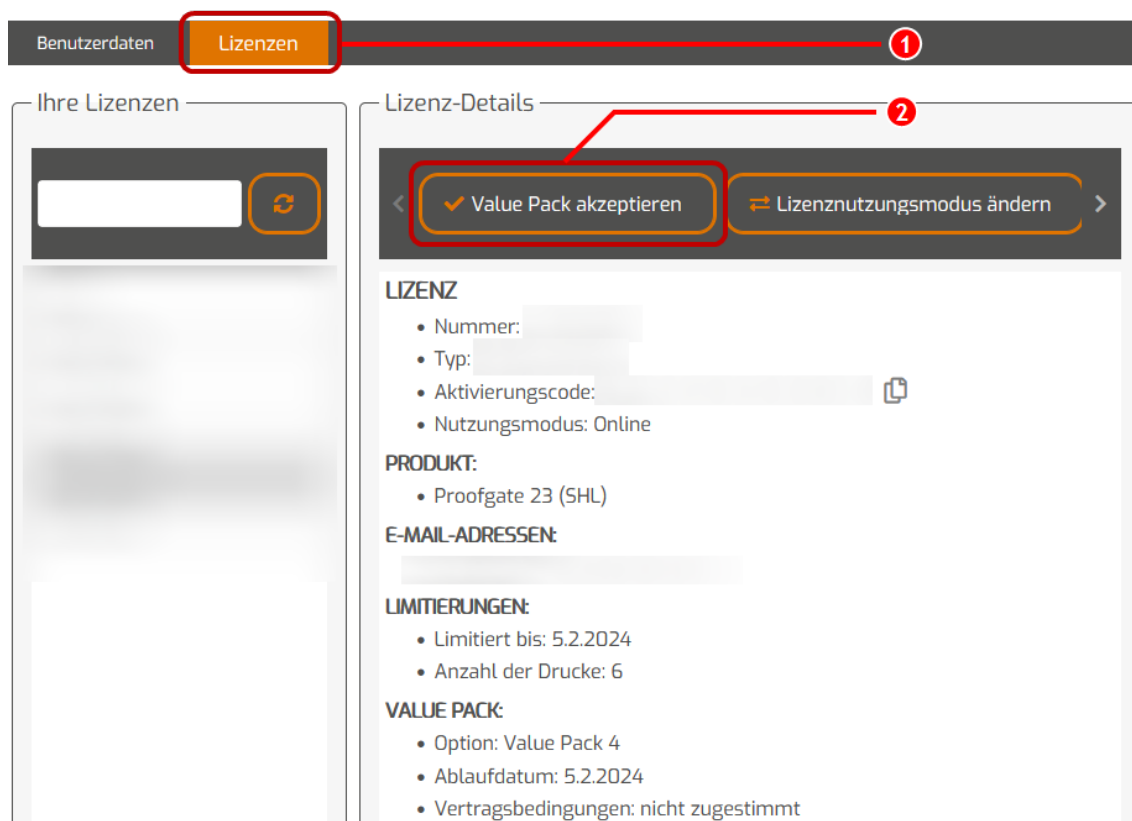 Benutzerdaten
Lizenzen
1
Ihre Lizenzen
Lizenz-Details
2
Value Pack akzeptieren
Lizenznutzungsmodus ändern
LIZENZ
• Nummer:
• Typ:
• Aktivierungscode:
• Nutzungsmodus: Online
PRODUKT:
• Proofgate 23 (SHL)
E-MAIL-ADRESSEN:
LIMITIERUNGEN:
• Limitiert bis: 5.2.2024
• Anzahl der Drucke: 6
VALUE PACK:
• Option: Value Pack 4
• Ablaufdatum: 5.2.2024
• Vertragsbedingungen: nicht zugestimmt